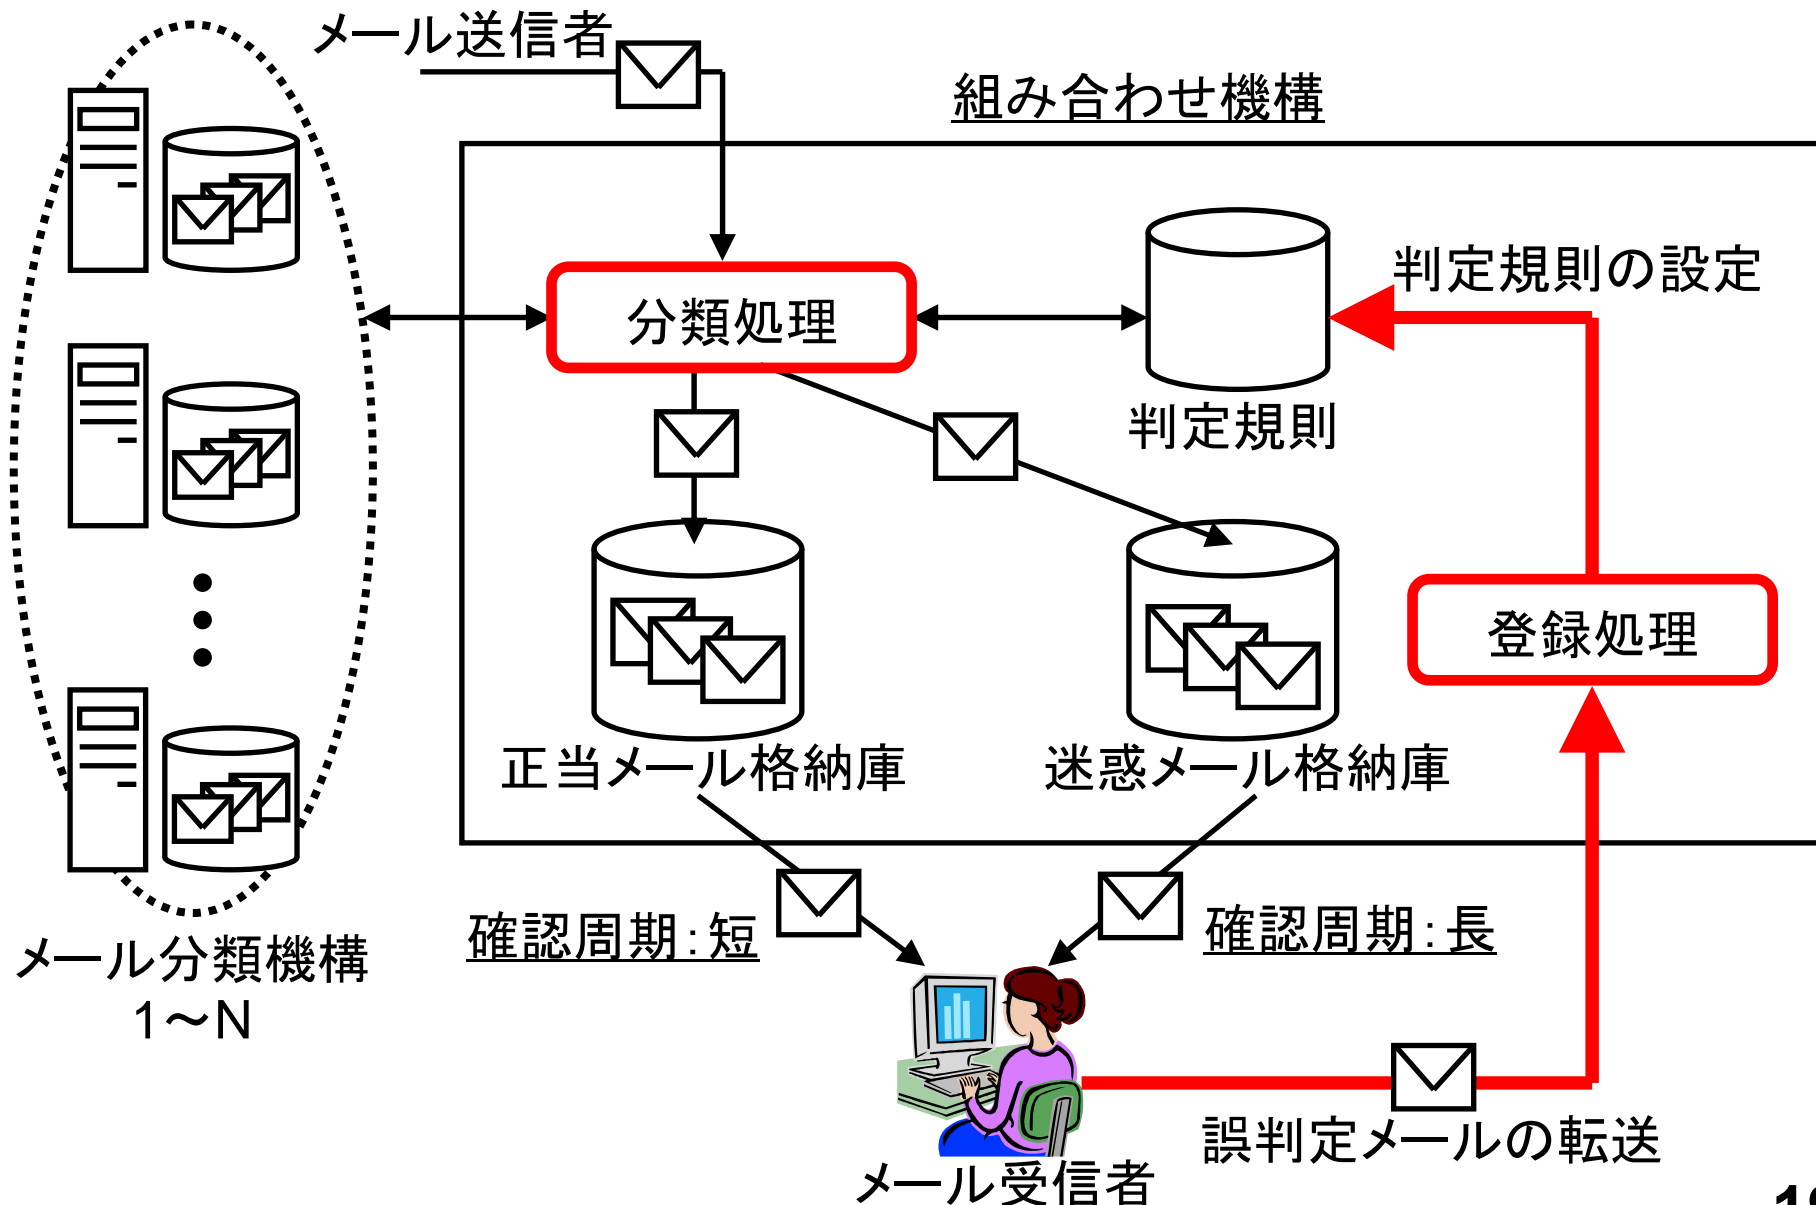 メール送信者
組み合わせ機構
分類処理
判定規則の設定
判定規則
登録処理
正当メール格納庫
迷惑メール格納庫
確認周期：短
確認周期：長
メール分類機構
1～N
誤判定メールの転送
メール受信者